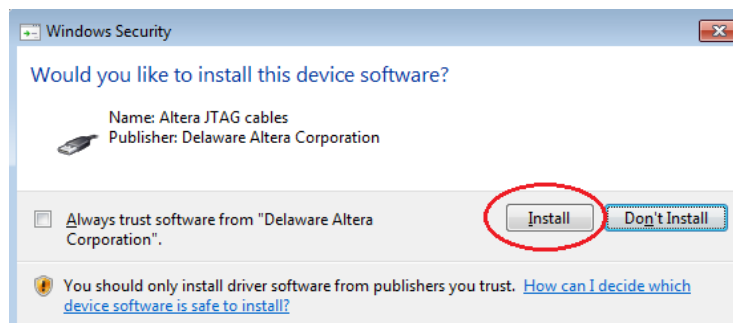 Windows Security
Would you like to install this device software?
Name: Altera JTAG cables
Publisher: Delaware Altera Corporation
Always trust software from "Delaware Altera
Corporation".
Install
Don't Install
You should only install driver software from publishers you trust. How can I decide which
device software is safe to install?